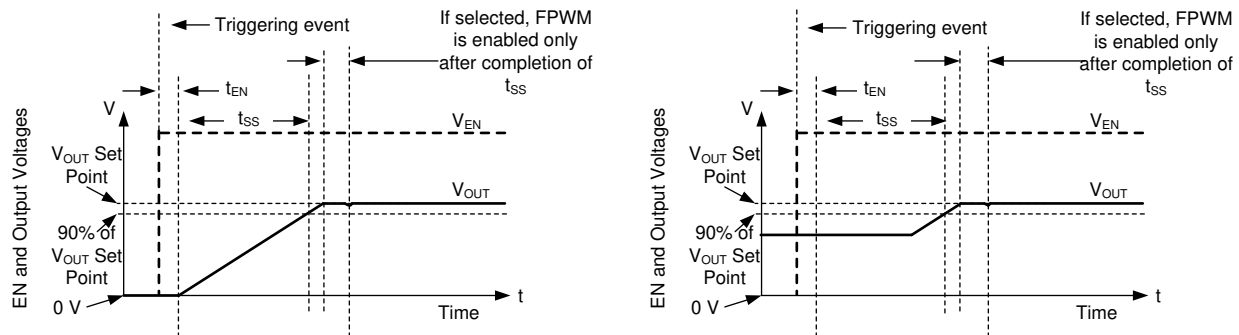 Triggering event
If selected, FPWM
is enabled only
after completion of
tSS
tEN
V
tSS
VEN
VOUT Set
Point
VOUT
90% of
VOUT Set
Point
0 V
t
Time
EN and Output Voltages
Triggering event
If selected, FPWM
is enabled only
after completion of
tSS
tEN
V
tSS
VEN
VOUT Set
Point
VOUT
90% of
VOUT Set
Point
0 V
t
Time
EN and Output Voltages